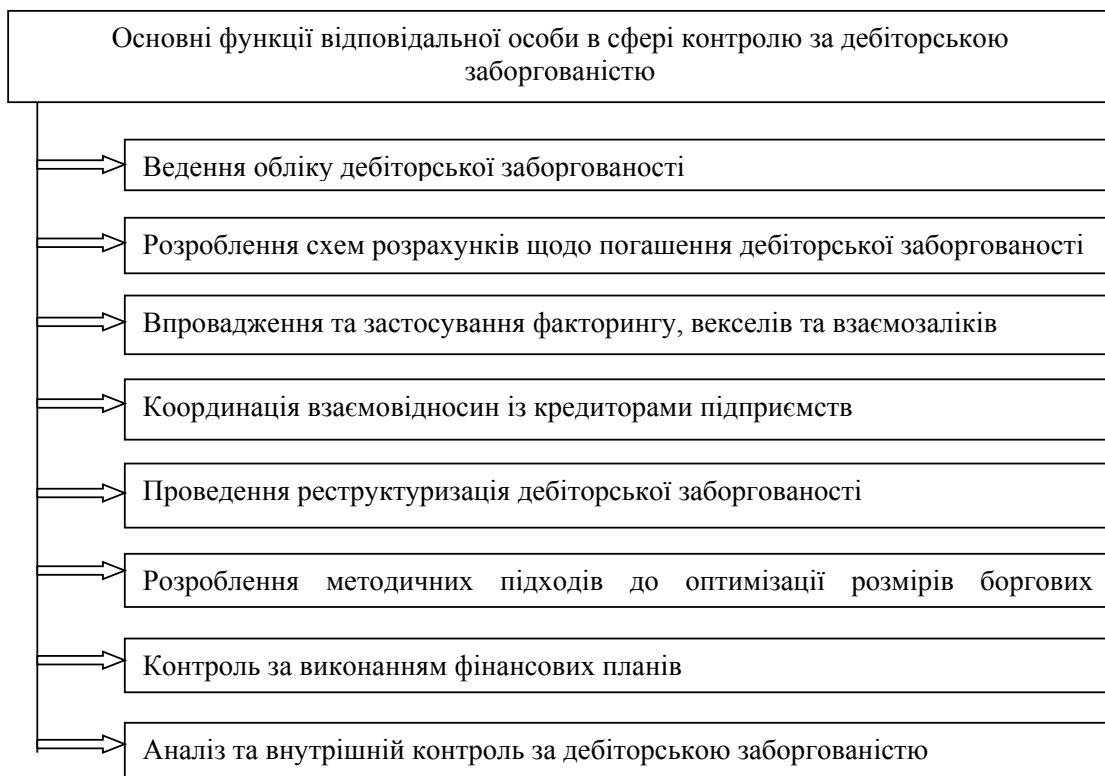 Основні функції відповідальної особи в сфері контролю за дебіторською
заборгованістю
Ведення обліку дебіторської заборгованості
Розроблення схем розрахунків щодо погашення дебіторської заборгованості
Впровадження та застосування факторингу, векселів та взаємозаліків
Координація взаємовідносин із кредиторами підприємств
Проведення реструктуризація дебіторської заборгованості
Розроблення методичних підходів до оптимізації розмірів боргових
Контроль за виконанням фінансових планів
Аналіз та внутрішній контроль за дебіторською заборгованістю